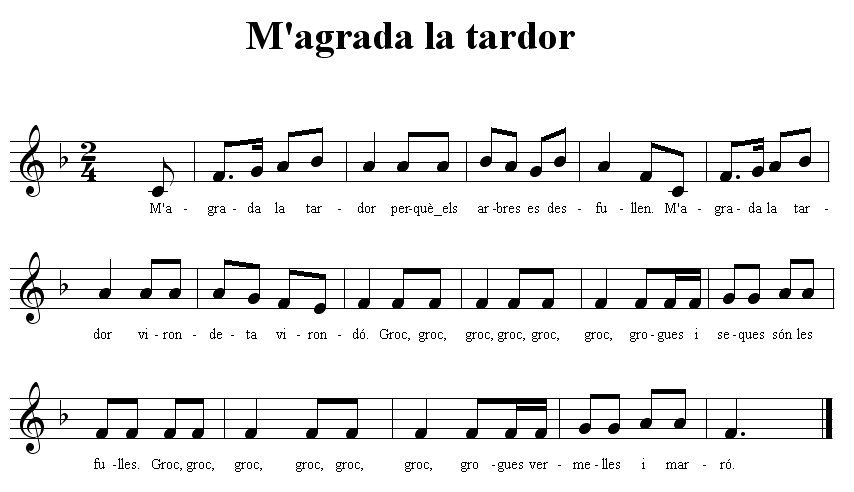 M'agrada la tardor
2
4
M'a - gra - da la tar - dor per-què_els ar-bres es des - fu - llen. M'a - gra - da la tar -
dor vi - ron - de - ta vi - ron - dó. Groc, groc, groc, groc, groc, groc, gro-gues i se-ques són les
fu -lles. Groc, groc, groc, groc, groc, groc, gro -gues ver - me-lles i mar - ró.